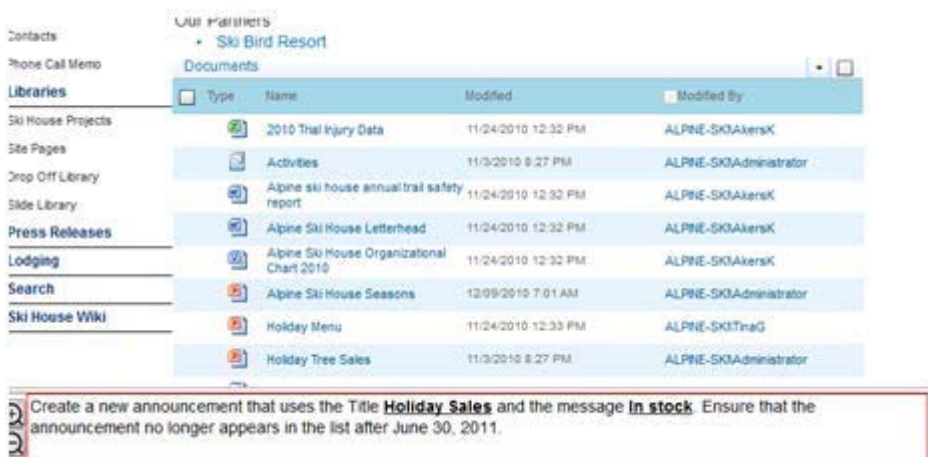 Our Partners
Contacts
Ski Bird Resort
Phone Call Memo
Documents
Libraries
Type Name Modified Modified By
Ski House Projects
2010 Trial Injury Data 11/24/2010 12:32 PM ALPINE-SKI\AkersK
Site Pages
Activities 11/3/2010 8:27 PM ALPINE-SKI\Administrator
Drop Off Library
Alpine ski house annual trail safety report 11/24/2010 12:32 PM ALPINE-SKI\AkersK
Slide Library
Press Releases
Alpine Ski House Letterhead 11/24/2010 12:32 PM ALPINE-SKI\AkersK
Lodging
Alpine Ski House Organizational Chart 2010 11/24/2010 12:32 PM ALPINE-SKI\AkersK
Search
Alpine Ski House Seasons 12/09/2010 7:01 AM ALPINE-SKI\Administrator
Ski House Wiki
Holiday Menu 11/24/2010 12:33 PM ALPINE-SKI\TinaG
Holiday Tree Sales 11/3/2010 8:27 PM ALPINE-SKI\Administrator
Create a new announcement that uses the Title Holiday Sales and the message In stock. Ensure that the
announcement no longer appears in the list after June 30, 2011.